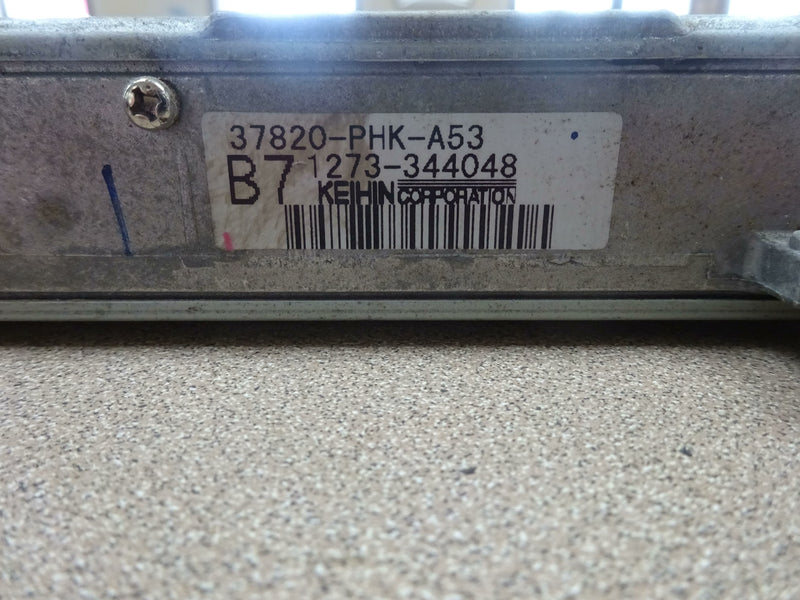 37820-PHK-A53
B7 1273-344048
KEIHIN CORPORATION